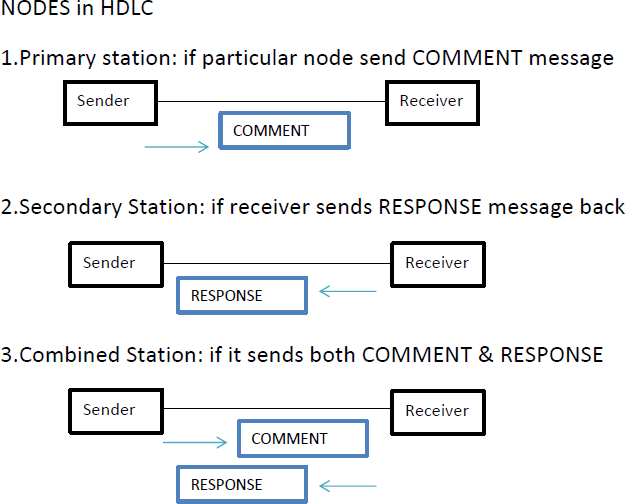 NODES in HDLC
1.Primary station: if particular node send COMMENT message
Sender
Receiver
COMMENT
2.Secondary Station: if receiver sends RESPONSE message back
Sender
Receiver
RESPONSE
3.Combined Station: if it sends both COMMENT & RESPONSE
Sender
Receiver
COMMENT
RESPONSE